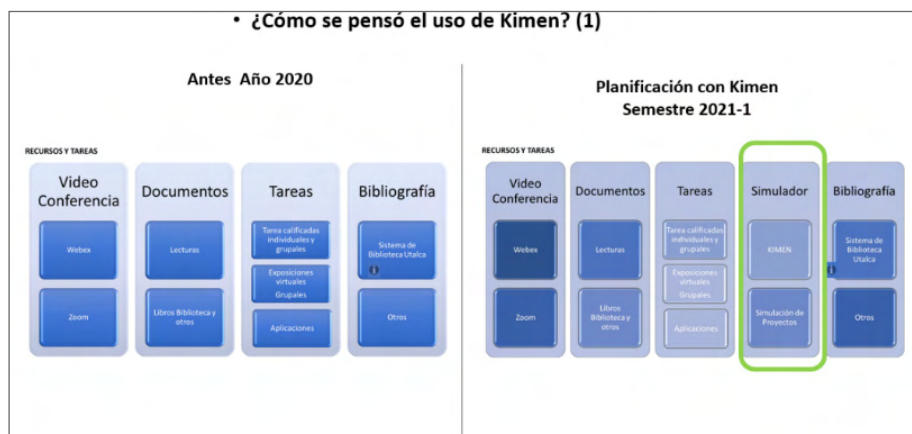 • ¿Cómo se pensó el uso de Kimen? (1)
Antes Año 2020
RECURSOS Y TAREAS
Video
Conferencia
Webex
Zoom
Documentos
Lecturas
Libros Biblioteca y
otros
Tareas
Tarea calificadas
individuales y
grupales
Exposiciones
virtuales
Grupales
Aplicaciones
Bibliografía
Sistema de
Biblioteca Utalca
Otros
Planificación con Kimen
Semestre 2021-1
RECURSOS Y TAREAS
Video
Conferencia
Webex
Zoom
Documentos
Lecturas
Libros
Biblioteca y
otros
Tareas
Tarea calificadas
individuales y
grupales
Exposiciones
virtuales
Grupales
Aplicaciones
Simulador
KIMEN
Simulación de
Proyectos
Bibliografía
Sistema de
Biblioteca
Utalca
Otros